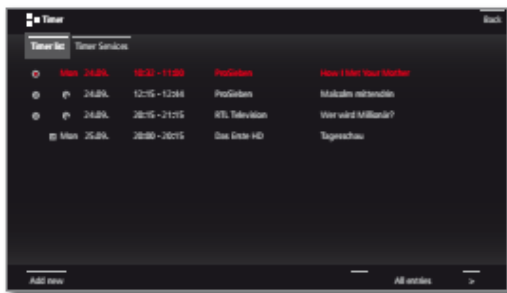 Timer Back
Timer list Timer Services
Mon 24.09. 10:32 - 11:00 ProSieben How I Met Your Mother
24.09. 12:15 - 12:44 ProSieben Malcolm mittendrin
24.09. 20:15 - 21:15 RTL Television Wer wird Millionär?
Mon 25.09. 20:00 - 20:15 Das Erste HD Tagesschau
Add new All entries >